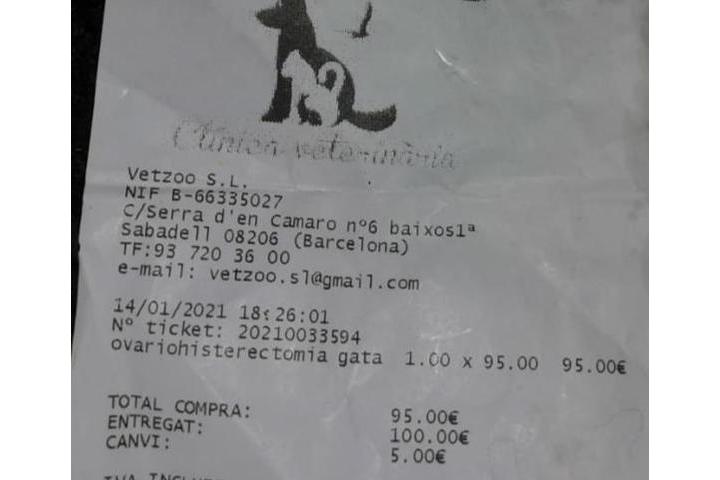 Clínica veterinària
Vetzoo S.L.
NIF B-66335027
C/Serra d'en Camaro nº6 baixos1ª
Sabadell 08206 (Barcelona)
TF:93 720 36 00
e-mail: vetzoo.sl@gmail.com
14/01/2021 18:26:01
Nº ticket: 20210033594
ovariohisterectomia gata 1.00 x 95.00 95.00€
TOTAL COMPRA: 95.00€
ENTREGAT: 100.00€
CANVI: 5.00€